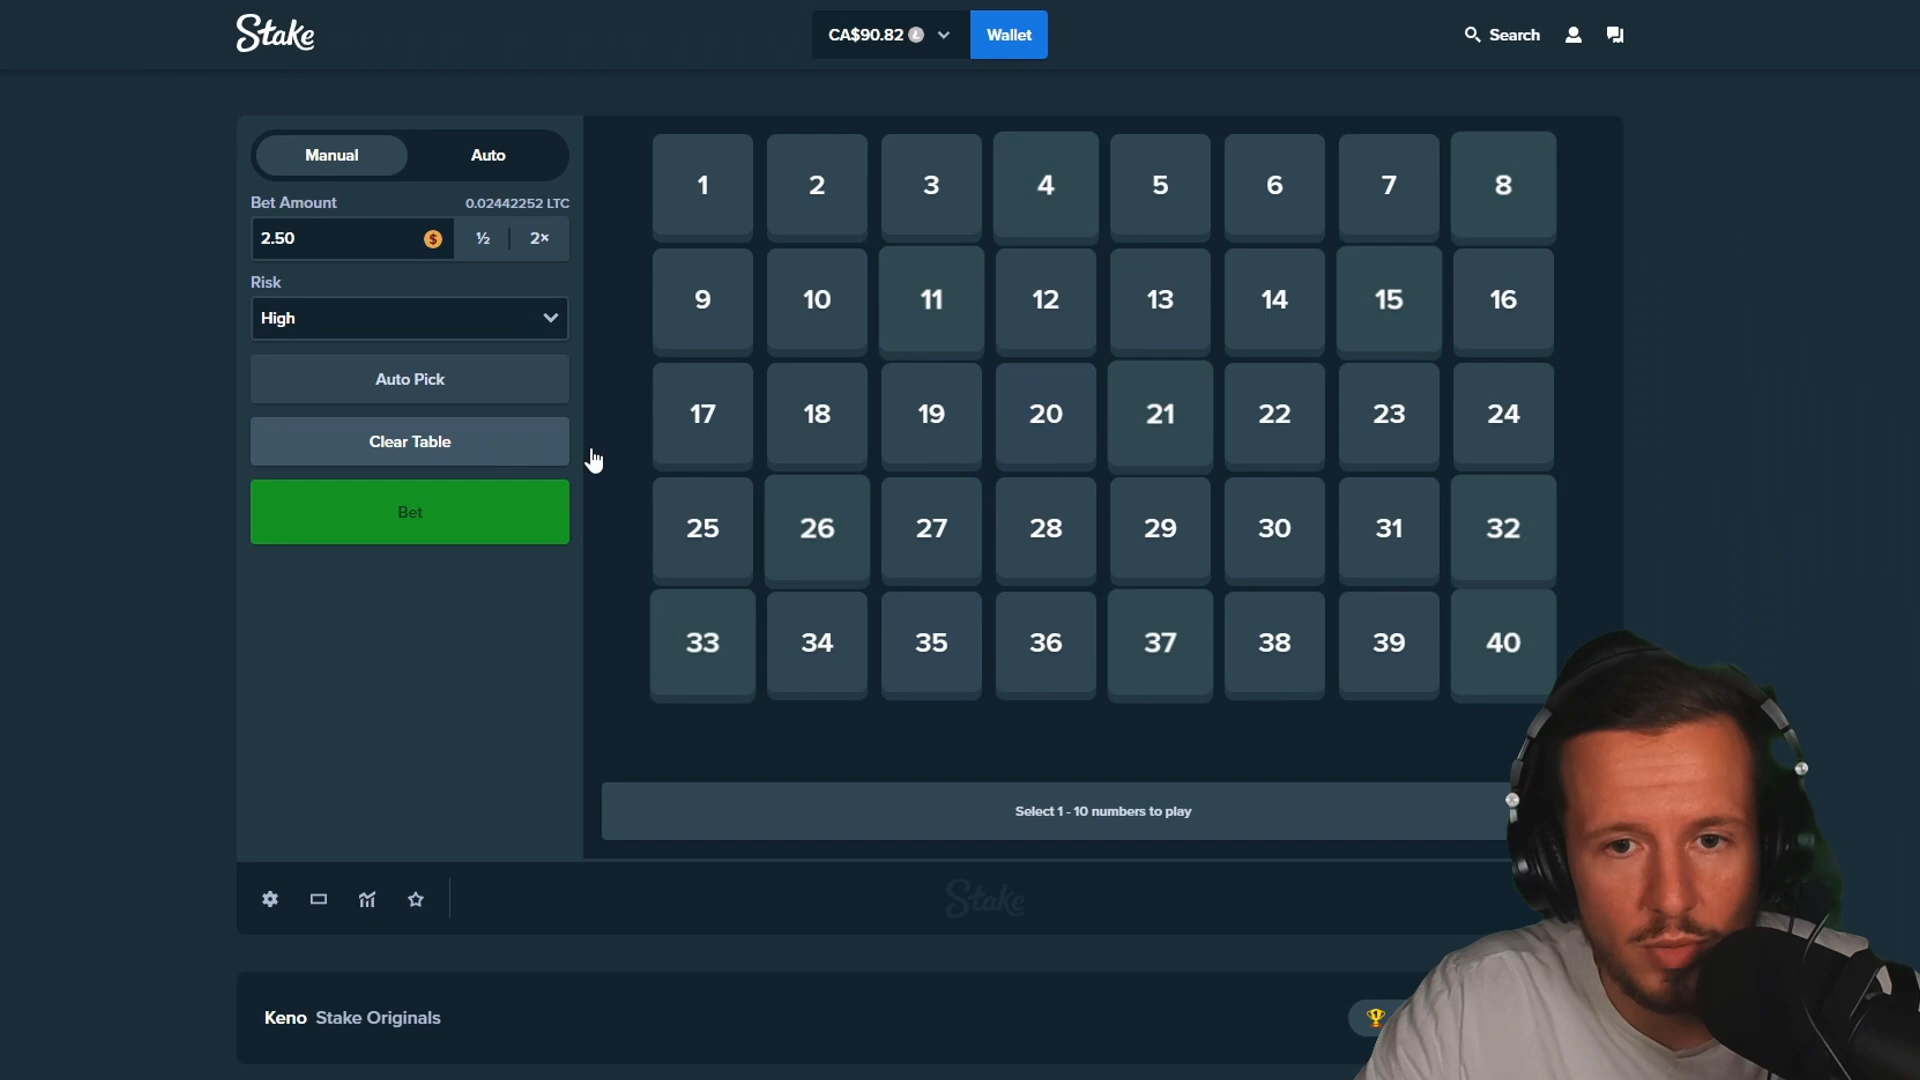 Stake
CA$90.82
Wallet
Search
Manual
Auto
Bet Amount
0.02442252 LTC
2.50
½
2×
Risk
High
Auto Pick
Clear Table
Bet
1 2 3 4 5 6 7 8
9 10 11 12 13 14 15 16
17 18 19 20 21 22 23 24
25 26 27 28 29 30 31 32
33 34 35 36 37 38 39 40
Select 1 - 10 numbers to play
Stake
Keno Stake Originals